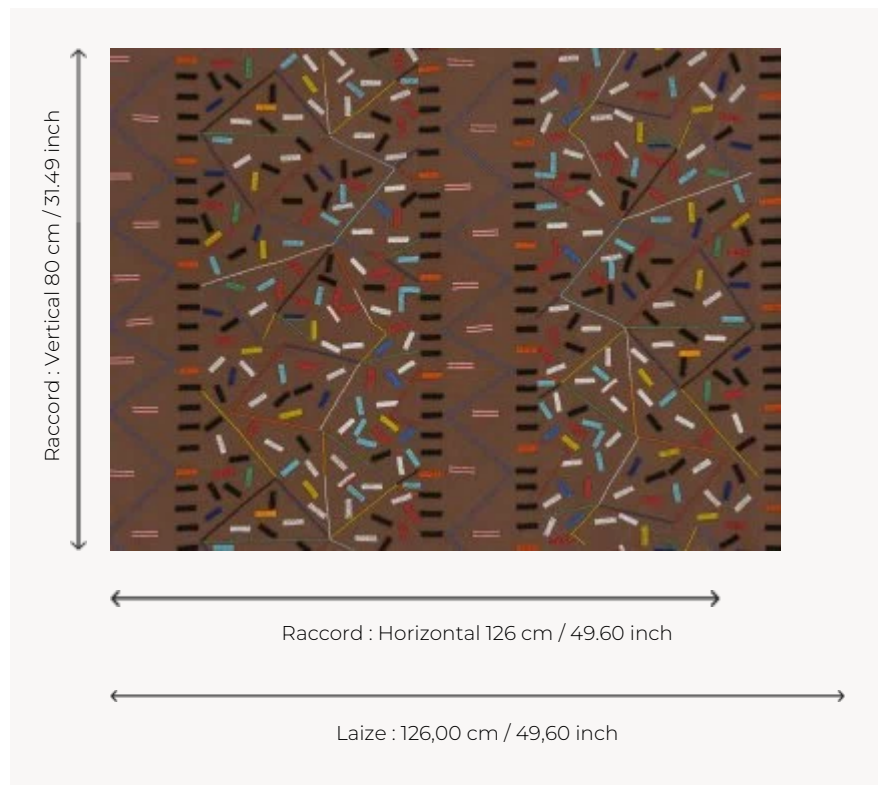 Raccord : Vertical 80 cm / 31.49 inch
Raccord : Horizontal 126 cm / 49.60 inch
Laize : 126,00 cm / 49,60 inch